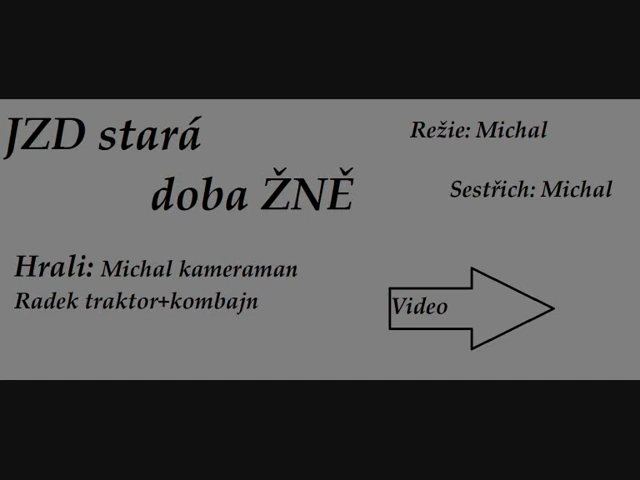 JZD stará
doba ŽNĚ
Režie: Michal
Sestřich: Michal
Hrali: Michal kameraman
Radek traktor+kombajn
Video